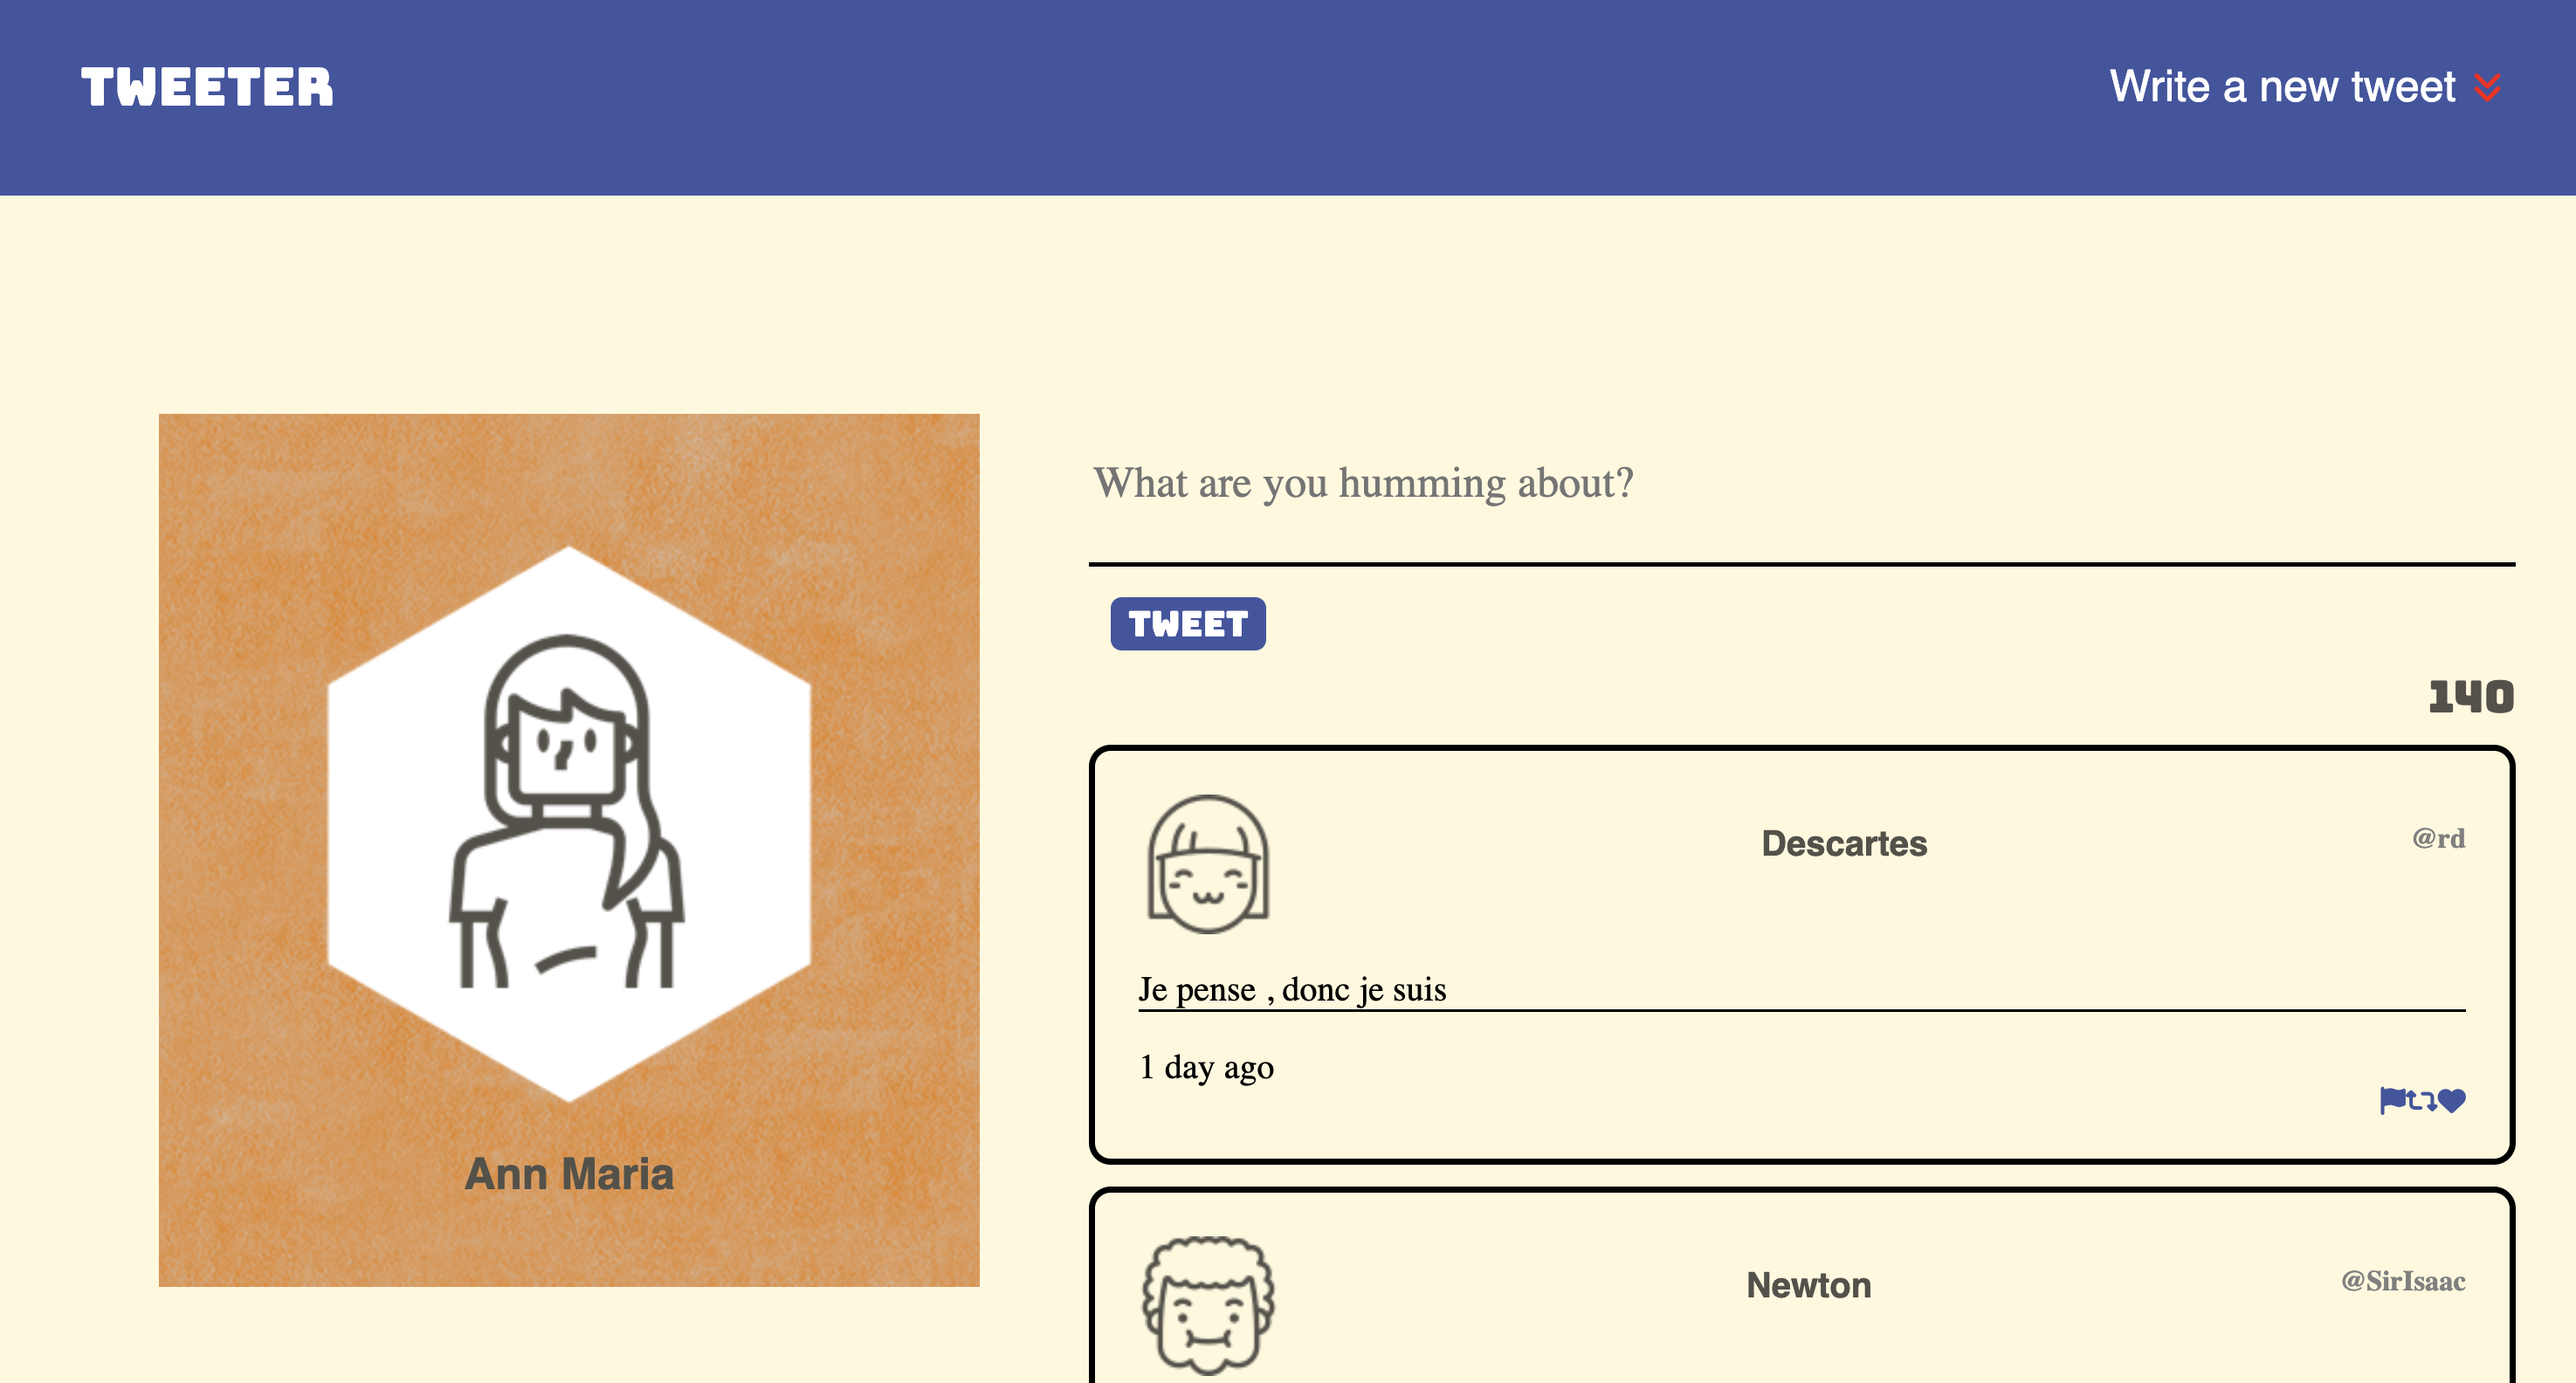 TWEETER
Write a new tweet
What are you humming about?
TWEET
140
Descartes
@rd
Je pense , donc je suis
1 day ago
Ann Maria
Newton
@SirIsaac